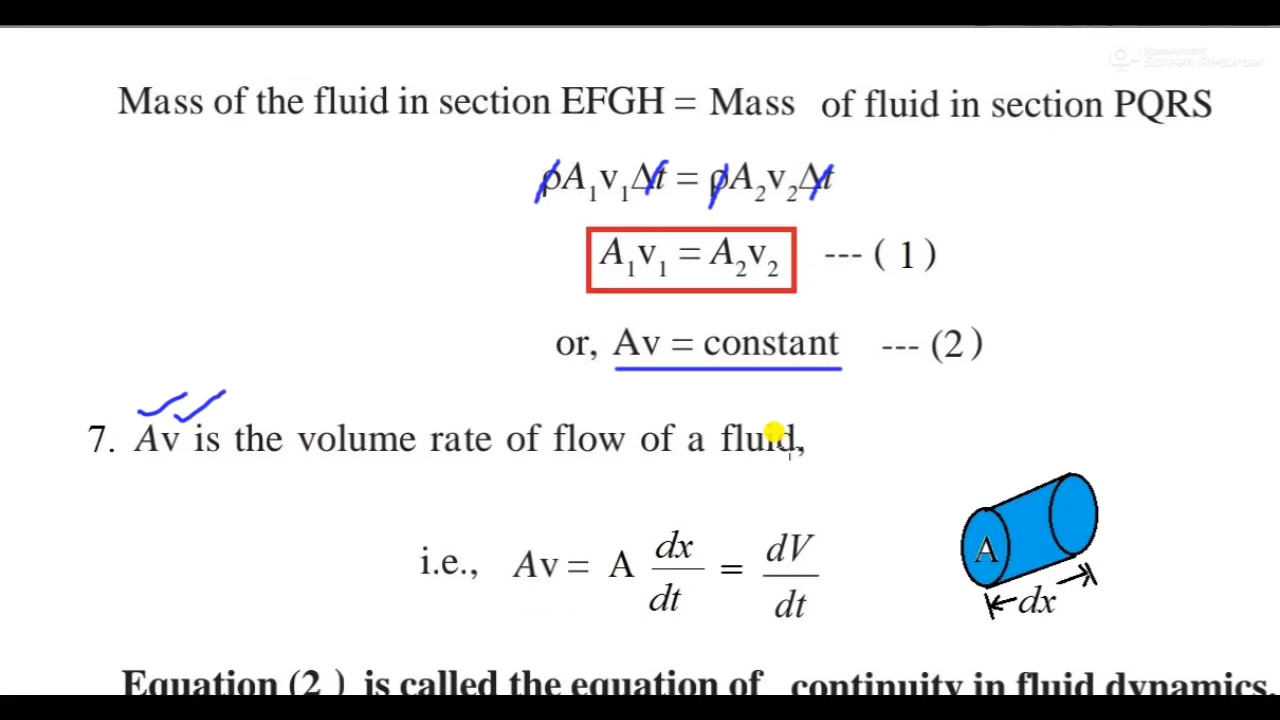 Screen Recorder
Mass of the fluid in section EFGH = Mass of fluid in section PQRS
ρA₁v₁Δt = ρA₂v₂Δt
A₁v₁ = A₂v₂ --- ( 1 )
or, Av = constant --- (2)
7. Av is the volume rate of flow of a fluid,
i.e., Av = A dx/dt = dV/dt
A
dx
Equation (2 ) is called the equation of continuity in fluid dynamics.